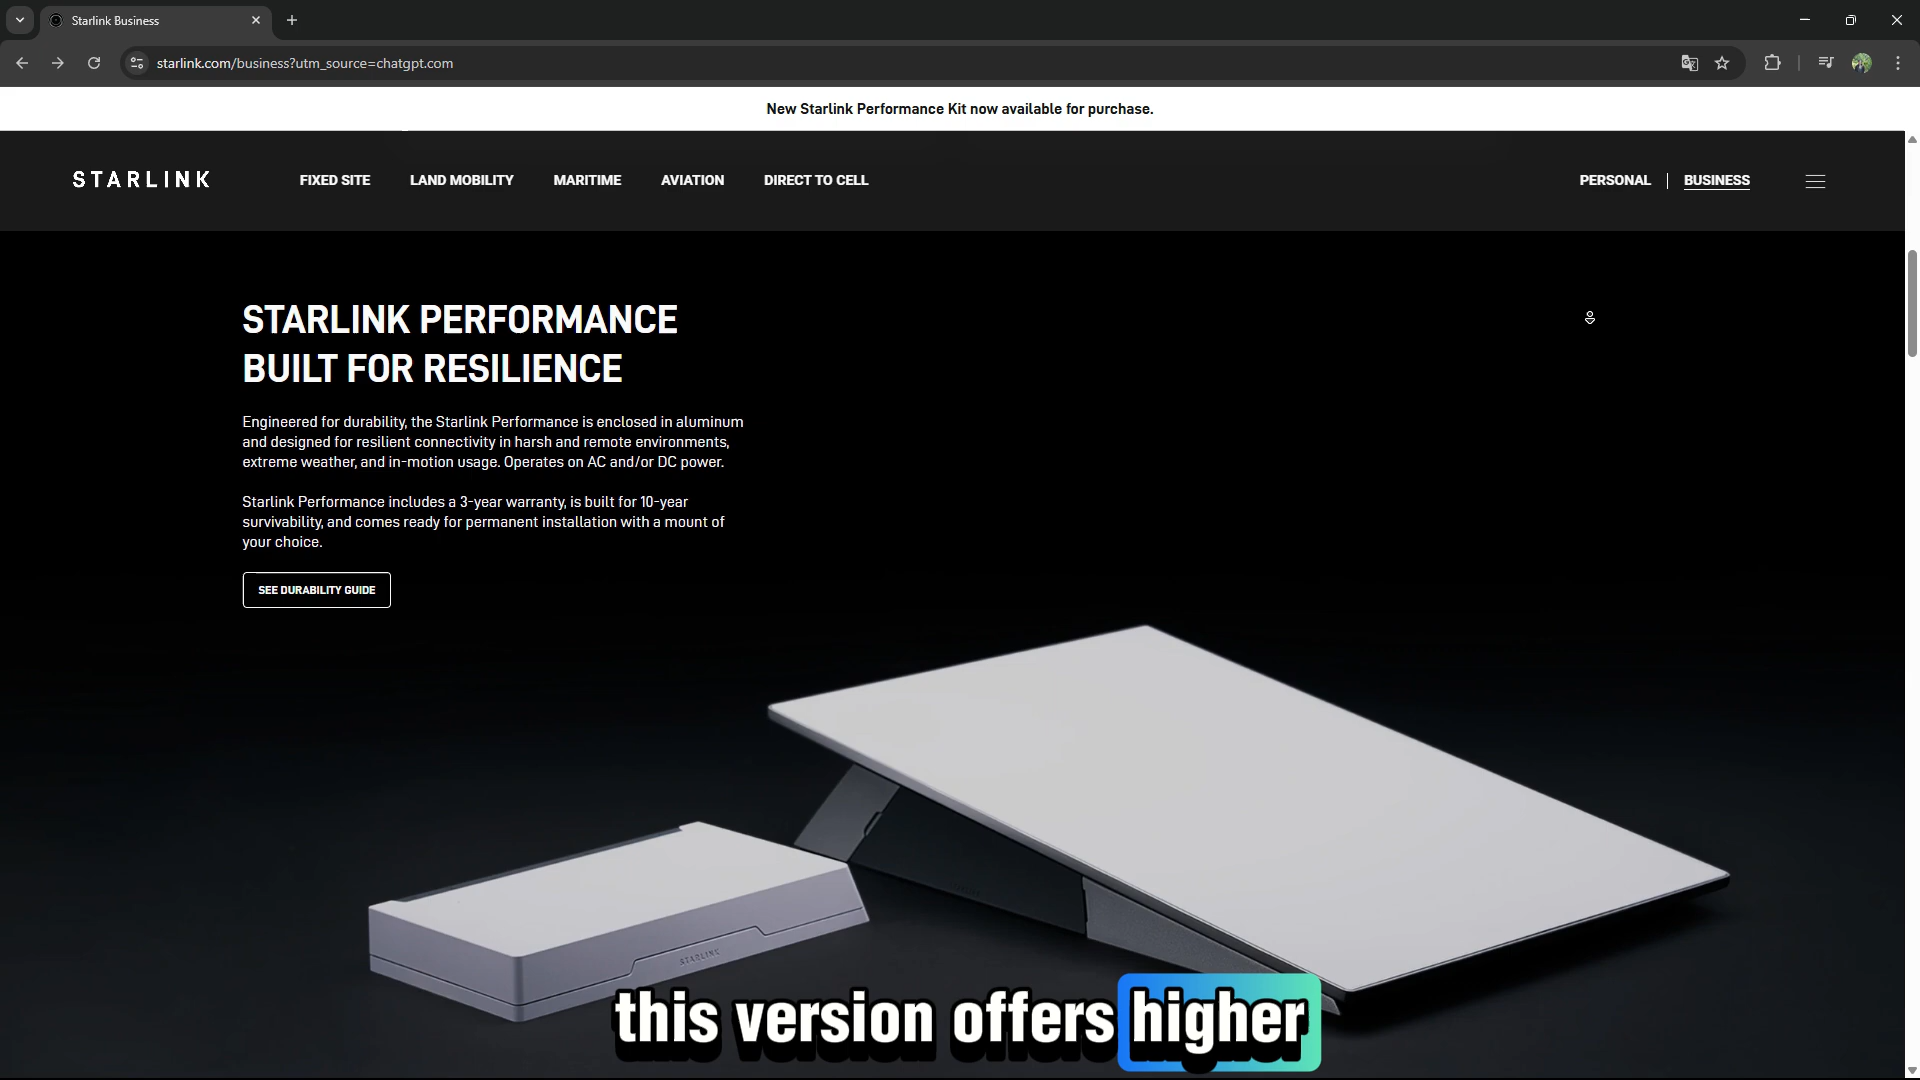 Starlink Business
starlink.com/business?utm_source=chatgpt.com
New Starlink Performance Kit now available for purchase.
STARLINK
FIXED SITE
LAND MOBILITY
MARITIME
AVIATION
DIRECT TO CELL
PERSONAL
BUSINESS
STARLINK PERFORMANCE
BUILT FOR RESILIENCE
Engineered for durability, the Starlink Performance is enclosed in aluminum
and designed for resilient connectivity in harsh and remote environments,
extreme weather, and in-motion usage. Operates on AC and/or DC power.
Starlink Performance includes a 3-year warranty, is built for 10-year
survivability, and comes ready for permanent installation with a mount of
your choice.
SEE DURABILITY GUIDE
STARLINK
this version offers higher